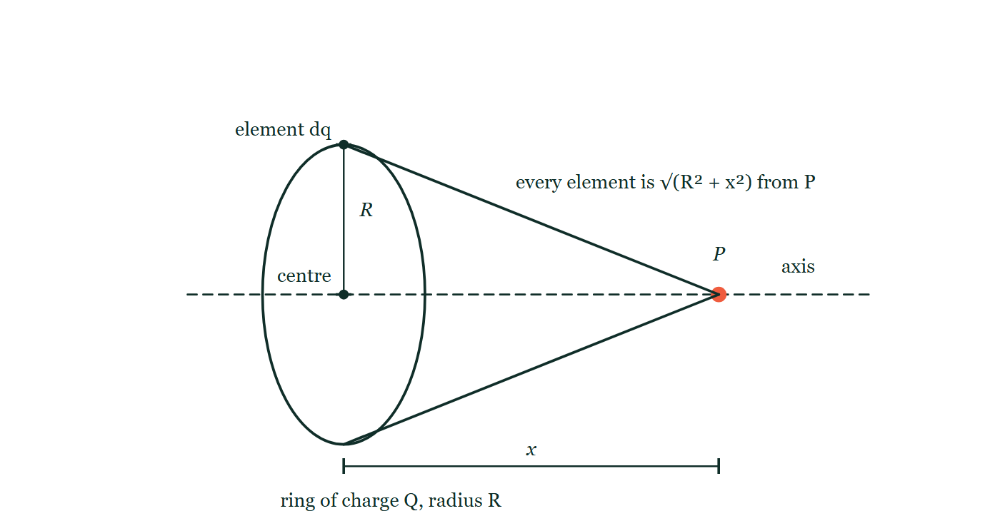 element dq
every element is √(R² + x²) from P
R
P
axis
centre
x
ring of charge Q, radius R